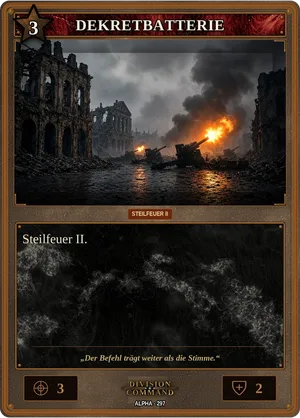 3
DEKRETBATTERIE
STEILFEUER II
Steilfeuer II.
„Der Befehl trägt weiter als die Stimme.“
3
DIVISION
COMMAND
ALPHA - 297
2